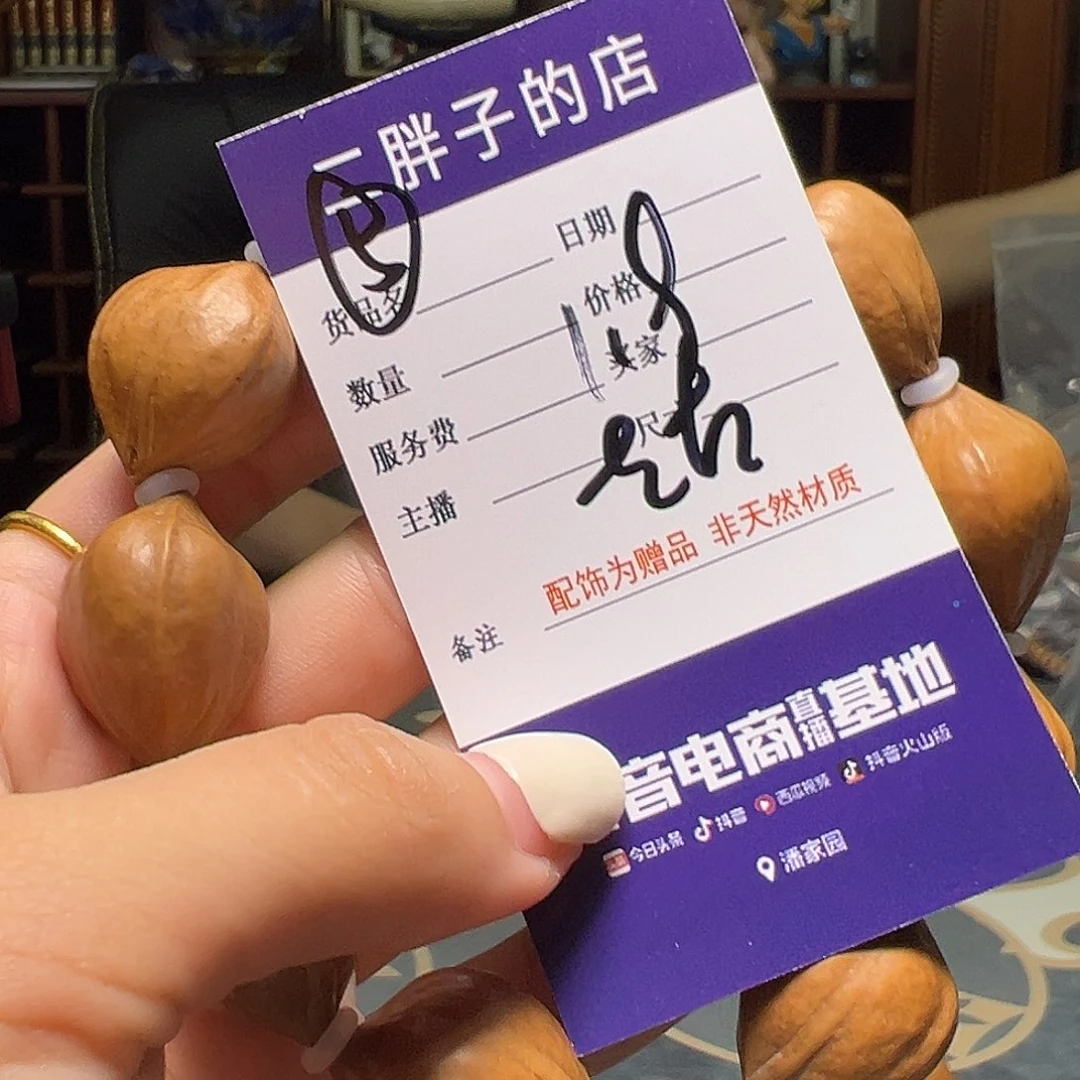 胖子的店
日期
货品名
价格
数量
家
服务费
尺
主播
配饰为赠品 非天然材质
备注
音电商直播基地
今日头条 抖音 西瓜视频 抖音火山版
潘家园